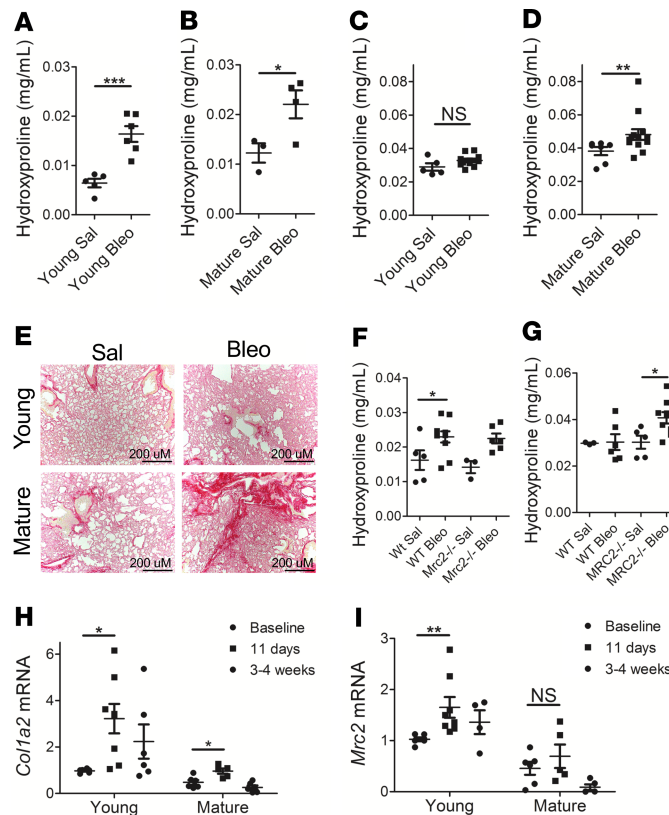 A
Hydroxyproline (mg/mL)
0.03
0.02
0.01
0.00
***
Young Sal
Young Bleo
B
Hydroxyproline (mg/mL)
0.03
0.02
0.01
0.00
*
Mature Sal
Mature Bleo
C
Hydroxyproline (mg/mL)
0.10
0.08
0.06
0.04
0.02
0.00
NS
Young Sal
Young Bleo
D
Hydroxyproline (mg/mL)
0.10
0.08
0.06
0.04
0.02
0.00
**
Mature Sal
Mature Bleo
E
Sal
Bleo
Young
200 uM
200 uM
Mature
200 uM
200 uM
F
Hydroxyproline (mg/mL)
0.04
0.03
0.02
0.01
0.00
*
Wt Sal
WT Bleo
Mrc2-/- Sal
Mrc2-/- Bleo
G
Hydroxyproline (mg/mL)
0.06
0.04
0.02
0.00
*
WT Sal
WT Bleo
MRC2-/- Sal
MRC2-/- Bleo
H
Col1a2 mRNA
6
4
2
0
*
*
Baseline
11 days
3-4 weeks
Young
Mature
I
Mrc2 mRNA
3
2
1
0
**
NS
Baseline
11 days
3-4 weeks
Young
Mature